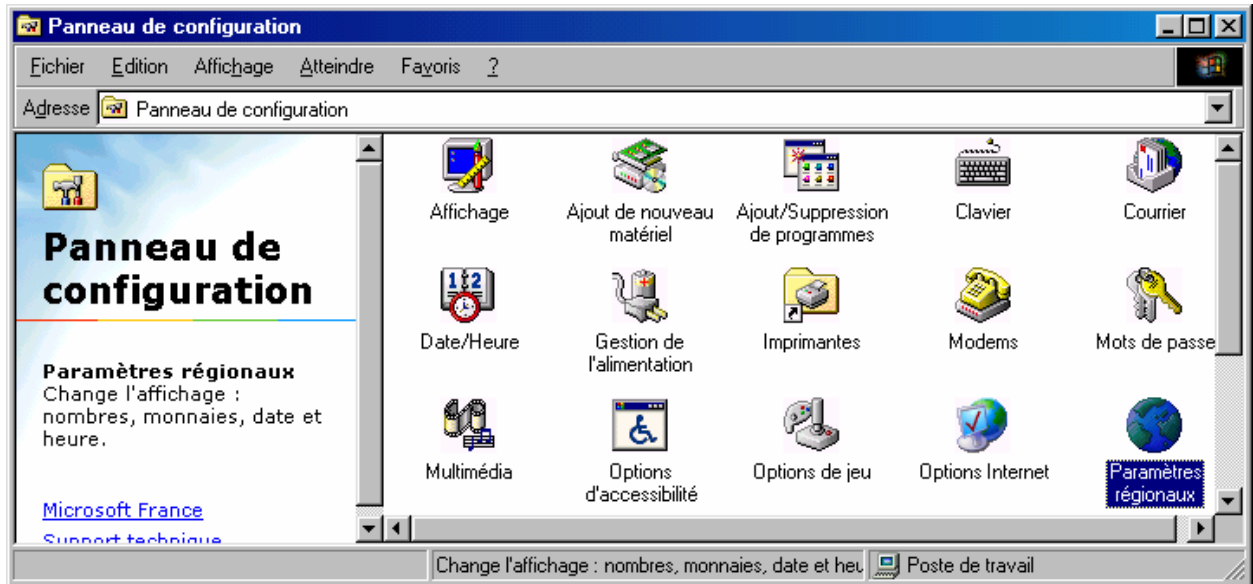 Panneau de configuration
Fichier Edition Affichage Atteindre Favoris ?
Adresse Panneau de configuration
Panneau de
configuration
Paramètres régionaux
Change l'affichage :
nombres, monnaies, date et
heure.
Microsoft France
Support technique
Affichage
Ajout de nouveau
matériel
Ajout/Suppression
de programmes
Clavier
Courrier
Date/Heure
Gestion de
l'alimentation
Imprimantes
Modems
Mots de passe
Multimédia
Options
d'accessibilité
Options de jeu
Options Internet
Paramètres
régionaux
Change l'affichage : nombres, monnaies, date et heu
Poste de travail